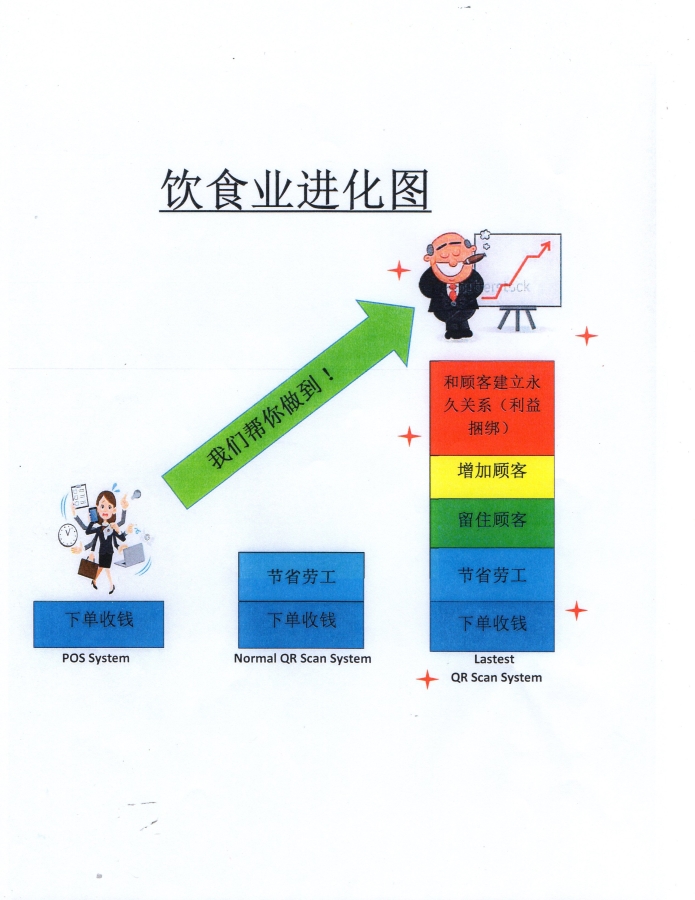 饮食业进化图
我们帮你做到！
和顾客建立永
久关系（利益
捆绑）
增加顾客
留住顾客
节省劳工
节省劳工
下单收钱
下单收钱
下单收钱
POS System
Normal QR Scan System
Lastest
QR Scan System